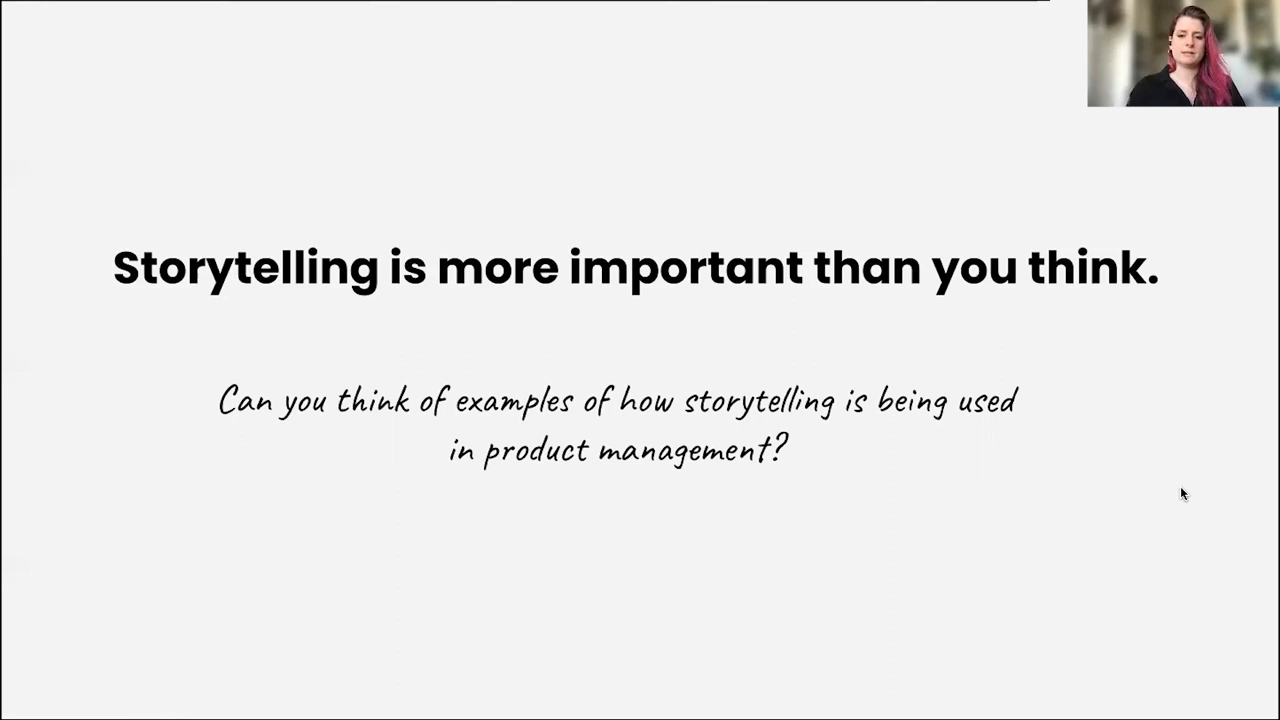 Storytelling is more important than you think.
Can you think of examples of how storytelling is being used
in product management?